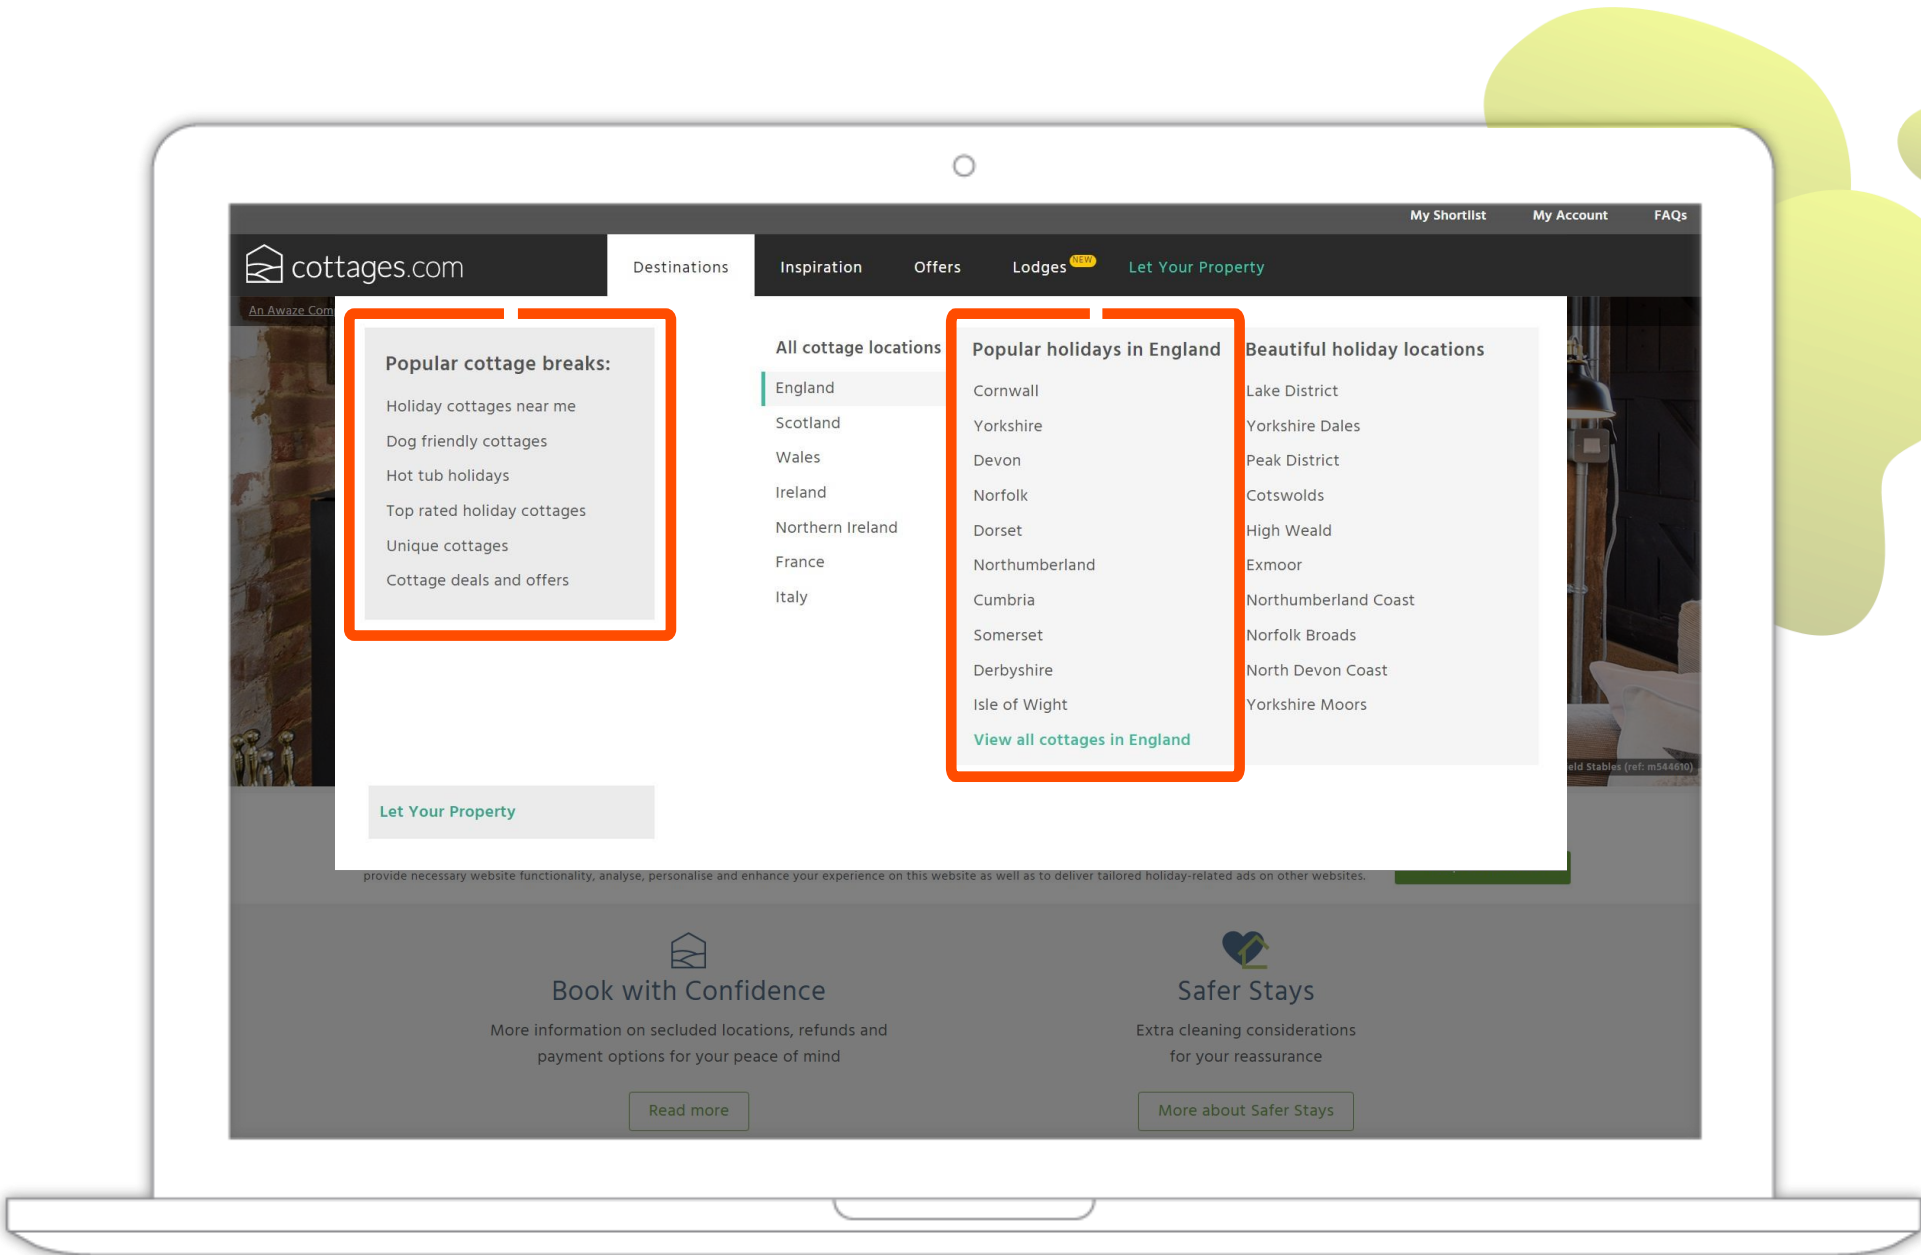 My Shortlist
My Account
FAQs
cottages.com
Destinations
Inspiration
Offers
Lodges NEW
Let Your Property
An Awaze Com
Popular cottage breaks:
Holiday cottages near me
Dog friendly cottages
Hot tub holidays
Top rated holiday cottages
Unique cottages
Cottage deals and offers
Let Your Property
All cottage locations
England
Scotland
Wales
Ireland
Northern Ireland
France
Italy
Popular holidays in England
Cornwall
Yorkshire
Devon
Norfolk
Dorset
Northumberland
Cumbria
Somerset
Derbyshire
Isle of Wight
View all cottages in England
Beautiful holiday locations
Lake District
Yorkshire Dales
Peak District
Cotswolds
High Weald
Exmoor
Northumberland Coast
Norfolk Broads
North Devon Coast
Yorkshire Moors
eld Stables (ref: m544610)
provide necessary website functionality, analyse, personalise and enhance your experience on this website as well as to deliver tailored holiday-related ads on other websites.
Book with Confidence
More information on secluded locations, refunds and
payment options for your peace of mind
Read more
Safer Stays
Extra cleaning considerations
for your reassurance
More about Safer Stays